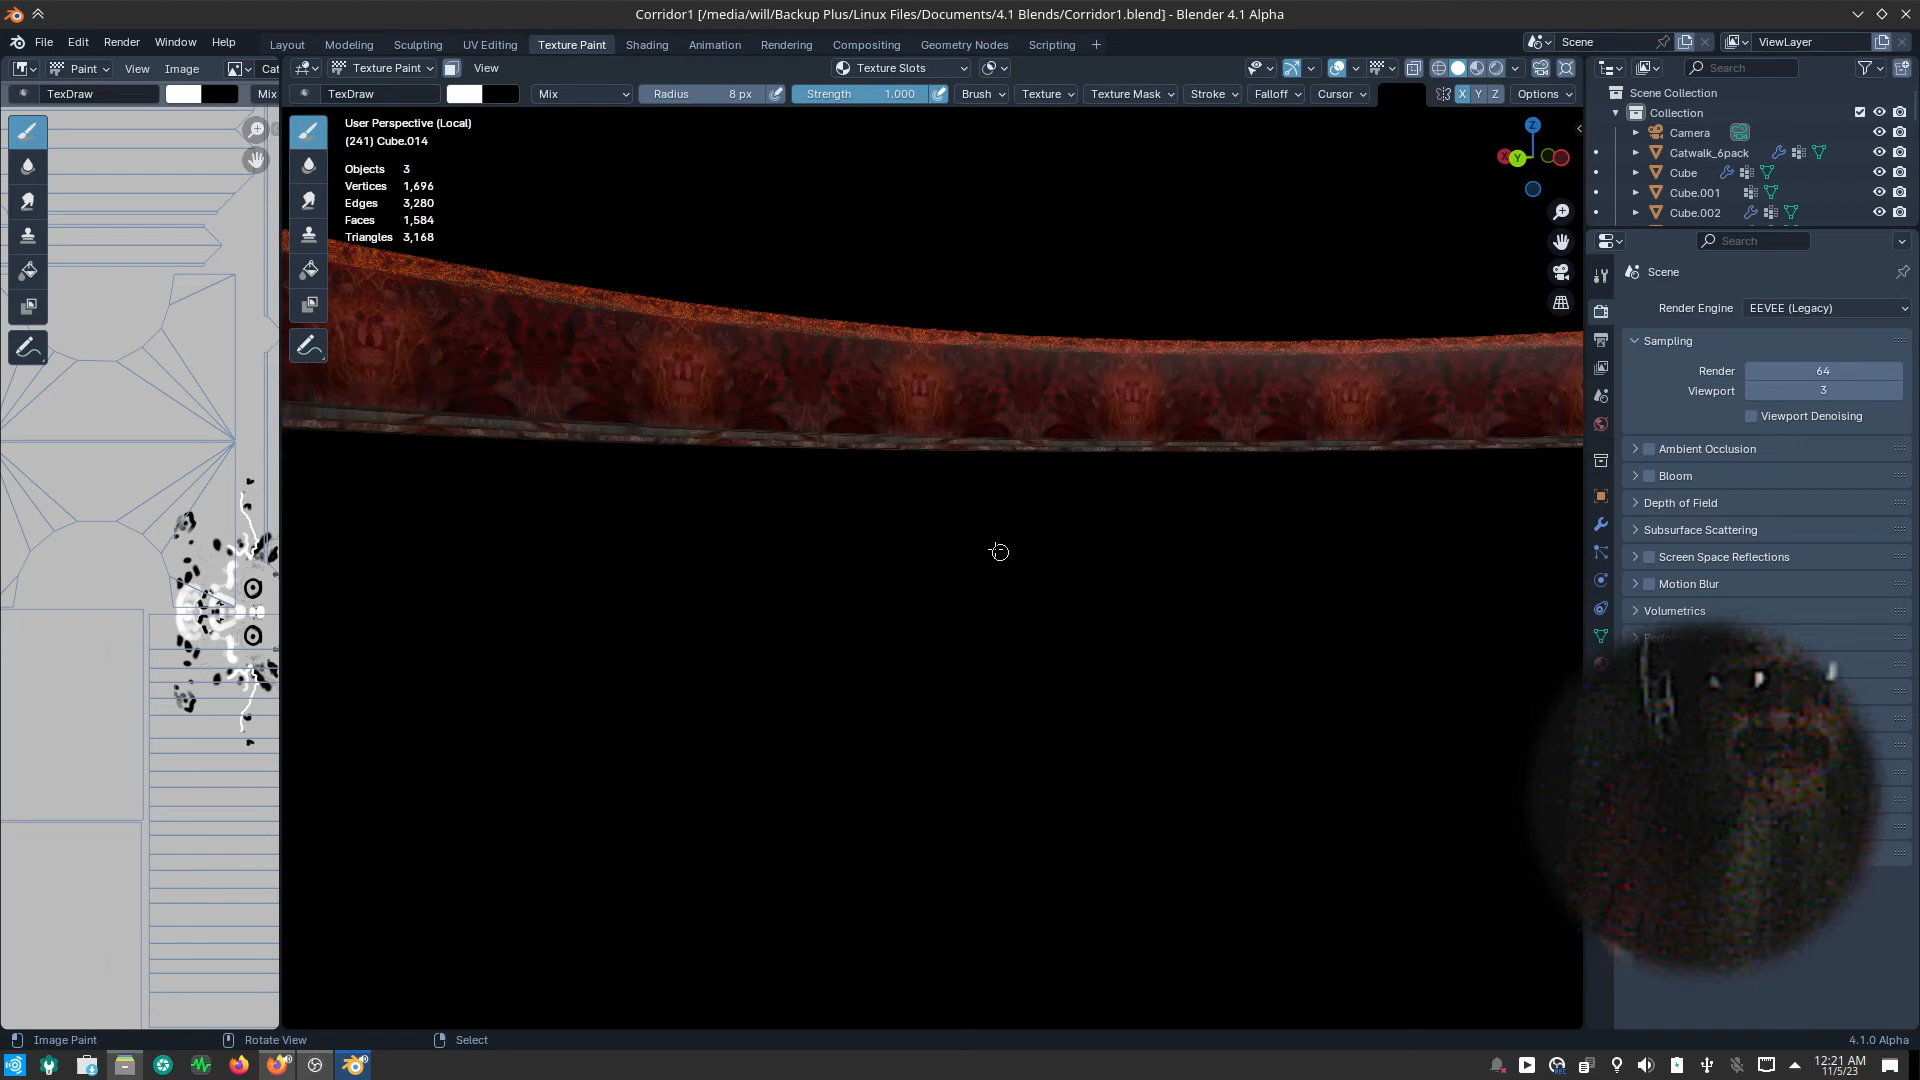 Corridor1 [/media/will/Backup Plus/Linux Files/Documents/4.1 Blends/Corridor1.blend] - Blender 4.1 Alpha
File Edit Render Window Help Layout Modeling Sculpting UV Editing Texture Paint Shading Animation Rendering Compositing Geometry Nodes Scripting + Scene ViewLayer
Paint View Image Cat Texture Paint View Texture Slots Search
TexDraw Mix TexDraw Mix Radius 8 px Strength 1.000 Brush Texture Texture Mask Stroke Falloff Cursor X Y Z Options
Scene Collection
Collection
Camera
Catwalk_6pack
Cube
Cube.001
Cube.002
User Perspective (Local)
(241) Cube.014
Objects 3
Vertices 1,696
Edges 3,280
Faces 1,584
Triangles 3,168
Z
X Y
Search
Scene
Render Engine EEVEE (Legacy)
Sampling
Render 64
Viewport 3
Viewport Denoising
Ambient Occlusion
Bloom
Depth of Field
Subsurface Scattering
Screen Space Reflections
Motion Blur
Volumetrics
Image Paint Rotate View Select 4.1.0 Alpha
12:21 AM
11/5/23